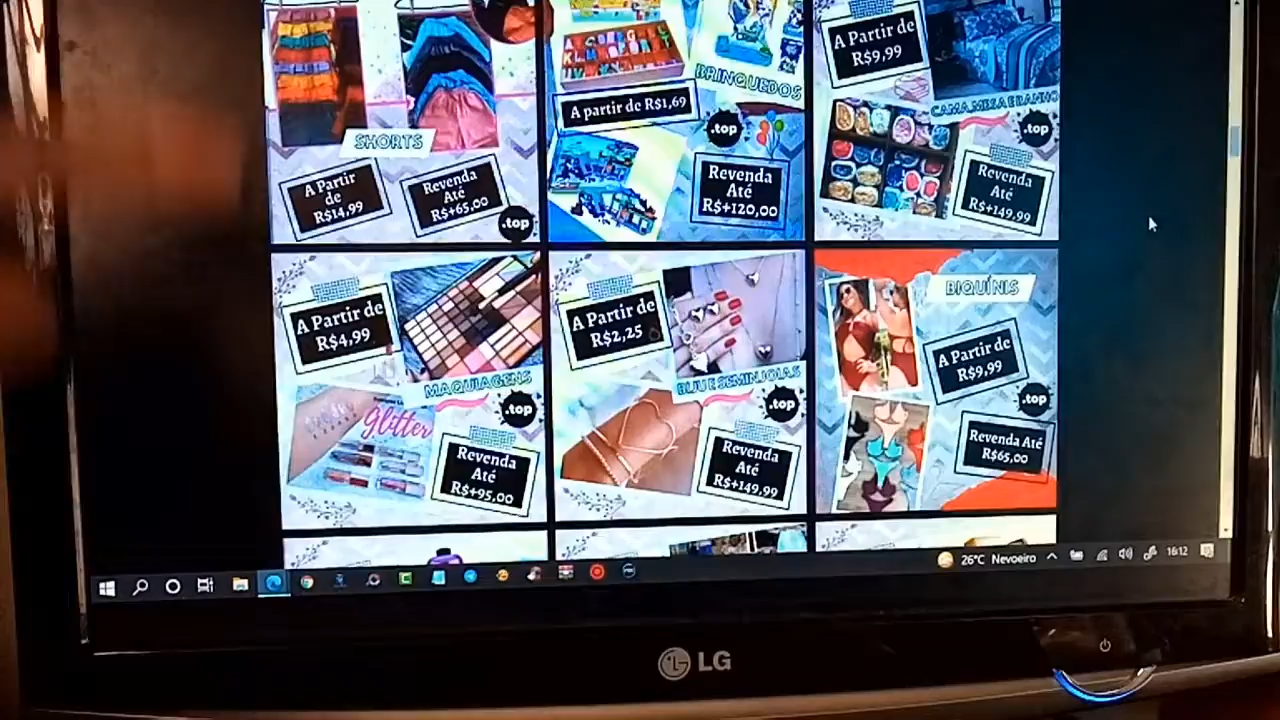 SHORTS
A Partir
de
R$14,99
Revenda
Até
R$+65,00
.top
BRINQUEDOS
A partir de R$1,69
.top
Revenda
Até
R$+120,00
A Partir de
R$9,99
CAMA MESA E BANHO
.top
Revenda
Até
R$+149,99
A Partir de
R$4,99
MAQUIAGENS
Glitter
.top
Revenda
Até
R$+95,00
A Partir de
R$2,25
BIJU E SEMIN JOIAS
.top
Revenda
Até
R$+149,99
BIQUÍNIS
A Partir de
R$9,99
.top
Revenda Até
R$65,00
26°C Nevoeiro
16:12
LG